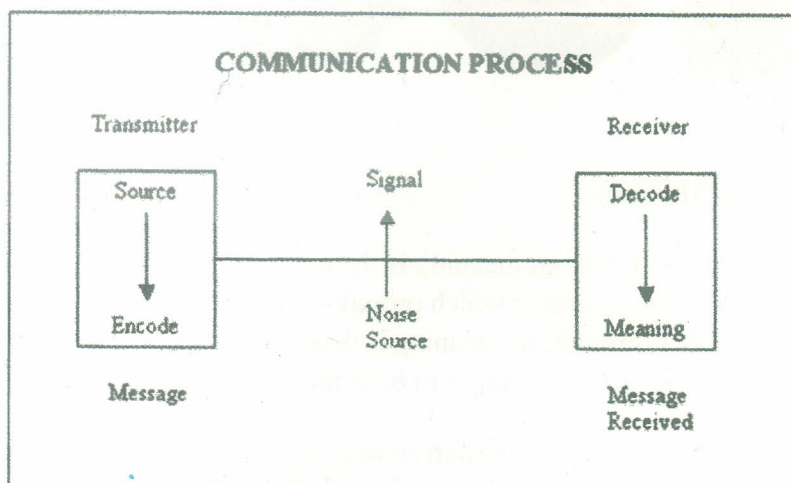 COMMUNICATION PROCESS
Transmitter
Receiver
Source
Signal
Decode
Encode
Noise
Source
Meaning
Message
Message
Received